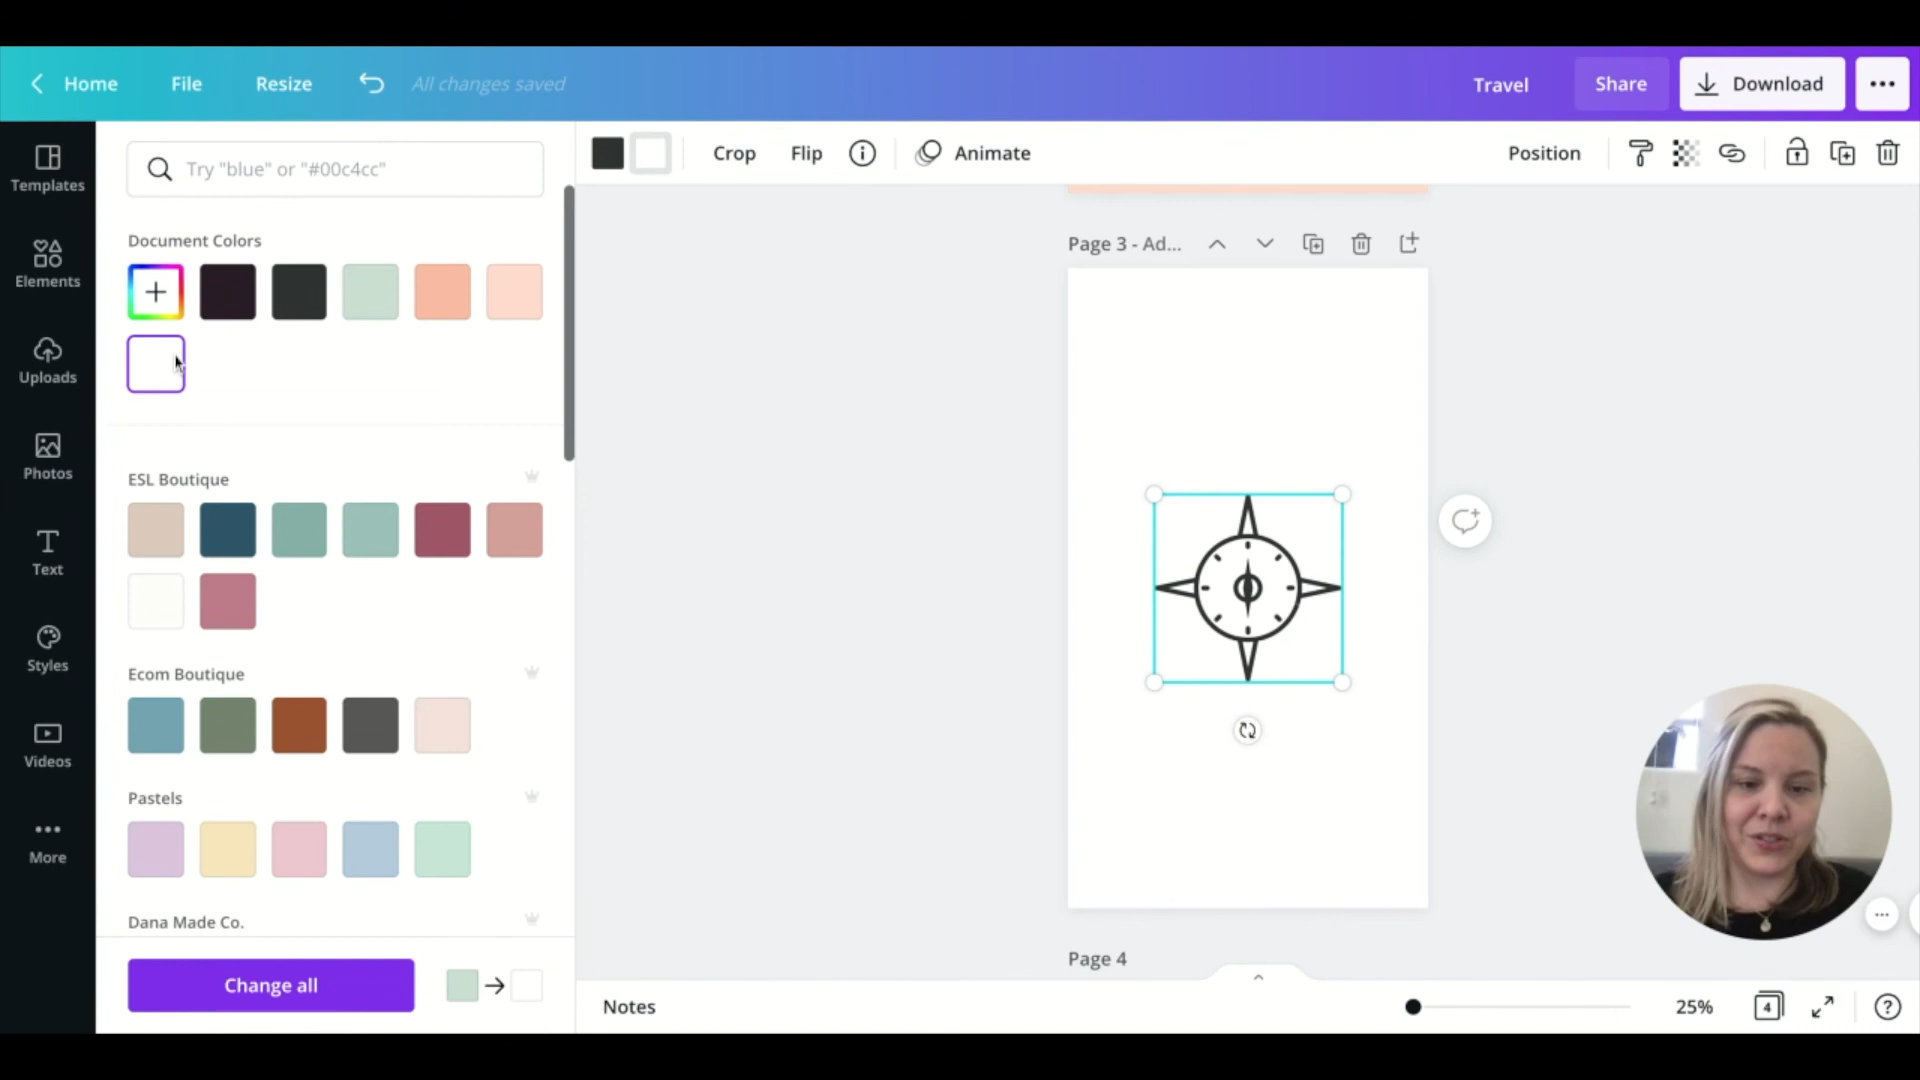 Home
File
Resize
All changes saved
Travel
Share
Download
Templates
Elements
Uploads
Photos
Text
Styles
Videos
More
Try "blue" or "#00c4cc"
Document Colors
ESL Boutique
Ecom Boutique
Pastels
Dana Made Co.
Change all
Crop
Flip
Animate
Position
Page 3 - Ad...
Page 4
Notes
25%
4